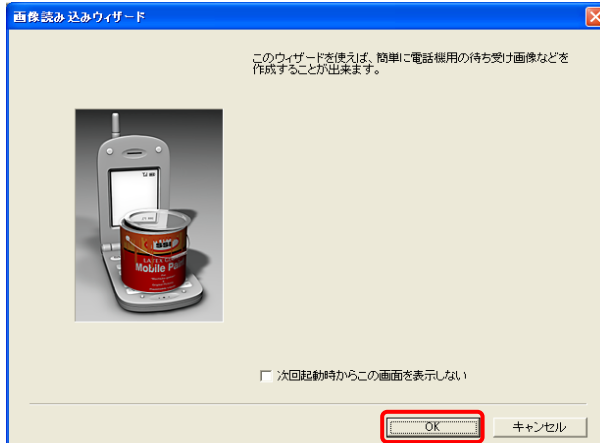 画像読み込みウィザード
このウィザードを使えば、簡単に電話機用の待ち受け画像などを
作成することが出来ます。
SSI
LATEX
Mobile Paint
次回起動時からこの画面を表示しない
OK
キャンセル